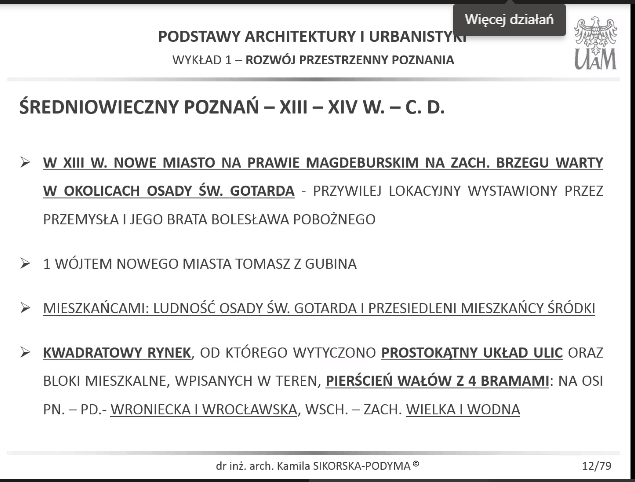 Więcej działań
PODSTAWY ARCHITEKTURY I URBANISTYKI
WYKŁAD 1 – ROZWÓJ PRZESTRZENNY POZNANIA
UAM
ŚREDNIOWIECZNY POZNAŃ – XIII – XIV W. – C. D.
➢ W XIII W. NOWE MIASTO NA PRAWIE MAGDEBURSKIM NA ZACH. BRZEGU WARTY
W OKOLICACH OSADY ŚW. GOTARDA - PRZYWILEJ LOKACYJNY WYSTAWIONY PRZEZ
PRZEMYSŁA I JEGO BRATA BOLESŁAWA POBOŻNEGO
➢ 1 WÓJTEM NOWEGO MIASTA TOMASZ Z GUBINA
➢ MIESZKAŃCAMI: LUDNOŚĆ OSADY ŚW. GOTARDA I PRZESIEDLENI MIESZKAŃCY ŚRÓDKI
➢ KWADRATOWY RYNEK, OD KTÓREGO WYTYCZONO PROSTOKĄTNY UKŁAD ULIC ORAZ
BLOKI MIESZKALNE, WPISANYCH W TEREN, PIERŚCIEŃ WAŁÓW Z 4 BRAMAMI: NA OSI
PN. – PD.- WRONIECKA I WROCŁAWSKA, WSCH. – ZACH. WIELKA I WODNA
dr inż. arch. Kamila SIKORSKA-PODYMA ®
12/79